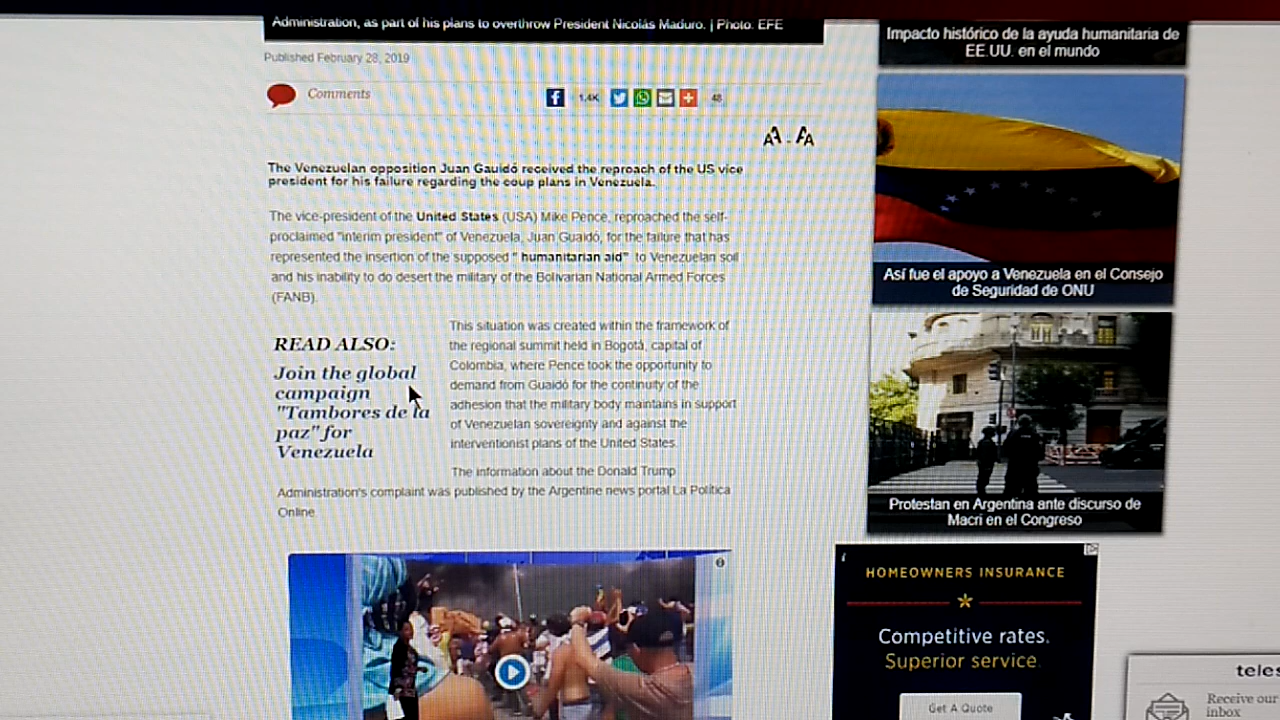 Administration, as part of his plans to overthrow President Nicolás Maduro. | Photo: EFE
Published February 28, 2019
Comments
1.4K
48
AA - AA
The Venezuelan opposition Juan Gauidó received the reproach of the US vice
president for his failure regarding the coup plans in Venezuela.
The vice-president of the United States (USA) Mike Pence, reproached the self-
proclaimed "interim president" of Venezuela, Juan Guaidó, for the failure that has
represented the insertion of the supposed " humanitarian aid" to Venezuelan soil
and his inability to do desert the military of the Bolivarian National Armed Forces
(FANB).
READ ALSO:
Join the global
campaign
"Tambores de la
paz" for
Venezuela
This situation was created within the framework of
the regional summit held in Bogotá, capital of
Colombia, where Pence took the opportunity to
demand from Guaidó for the continuity of the
adhesion that the military body maintains in support
of Venezuelan sovereignty and against the
interventionist plans of the United States.
The information about the Donald Trump
Administration's complaint was published by the Argentine news portal La Política
Online.
Impacto histórico de la ayuda humanitaria de
EE.UU. en el mundo
Así fue el apoyo a Venezuela en el Consejo
de Seguridad de ONU
Protestan en Argentina ante discurso de
Macri en el Congreso
HOMEOWNERS INSURANCE
Competitive rates.
Superior service.
Get A Quote
teles
Receive our
inbox